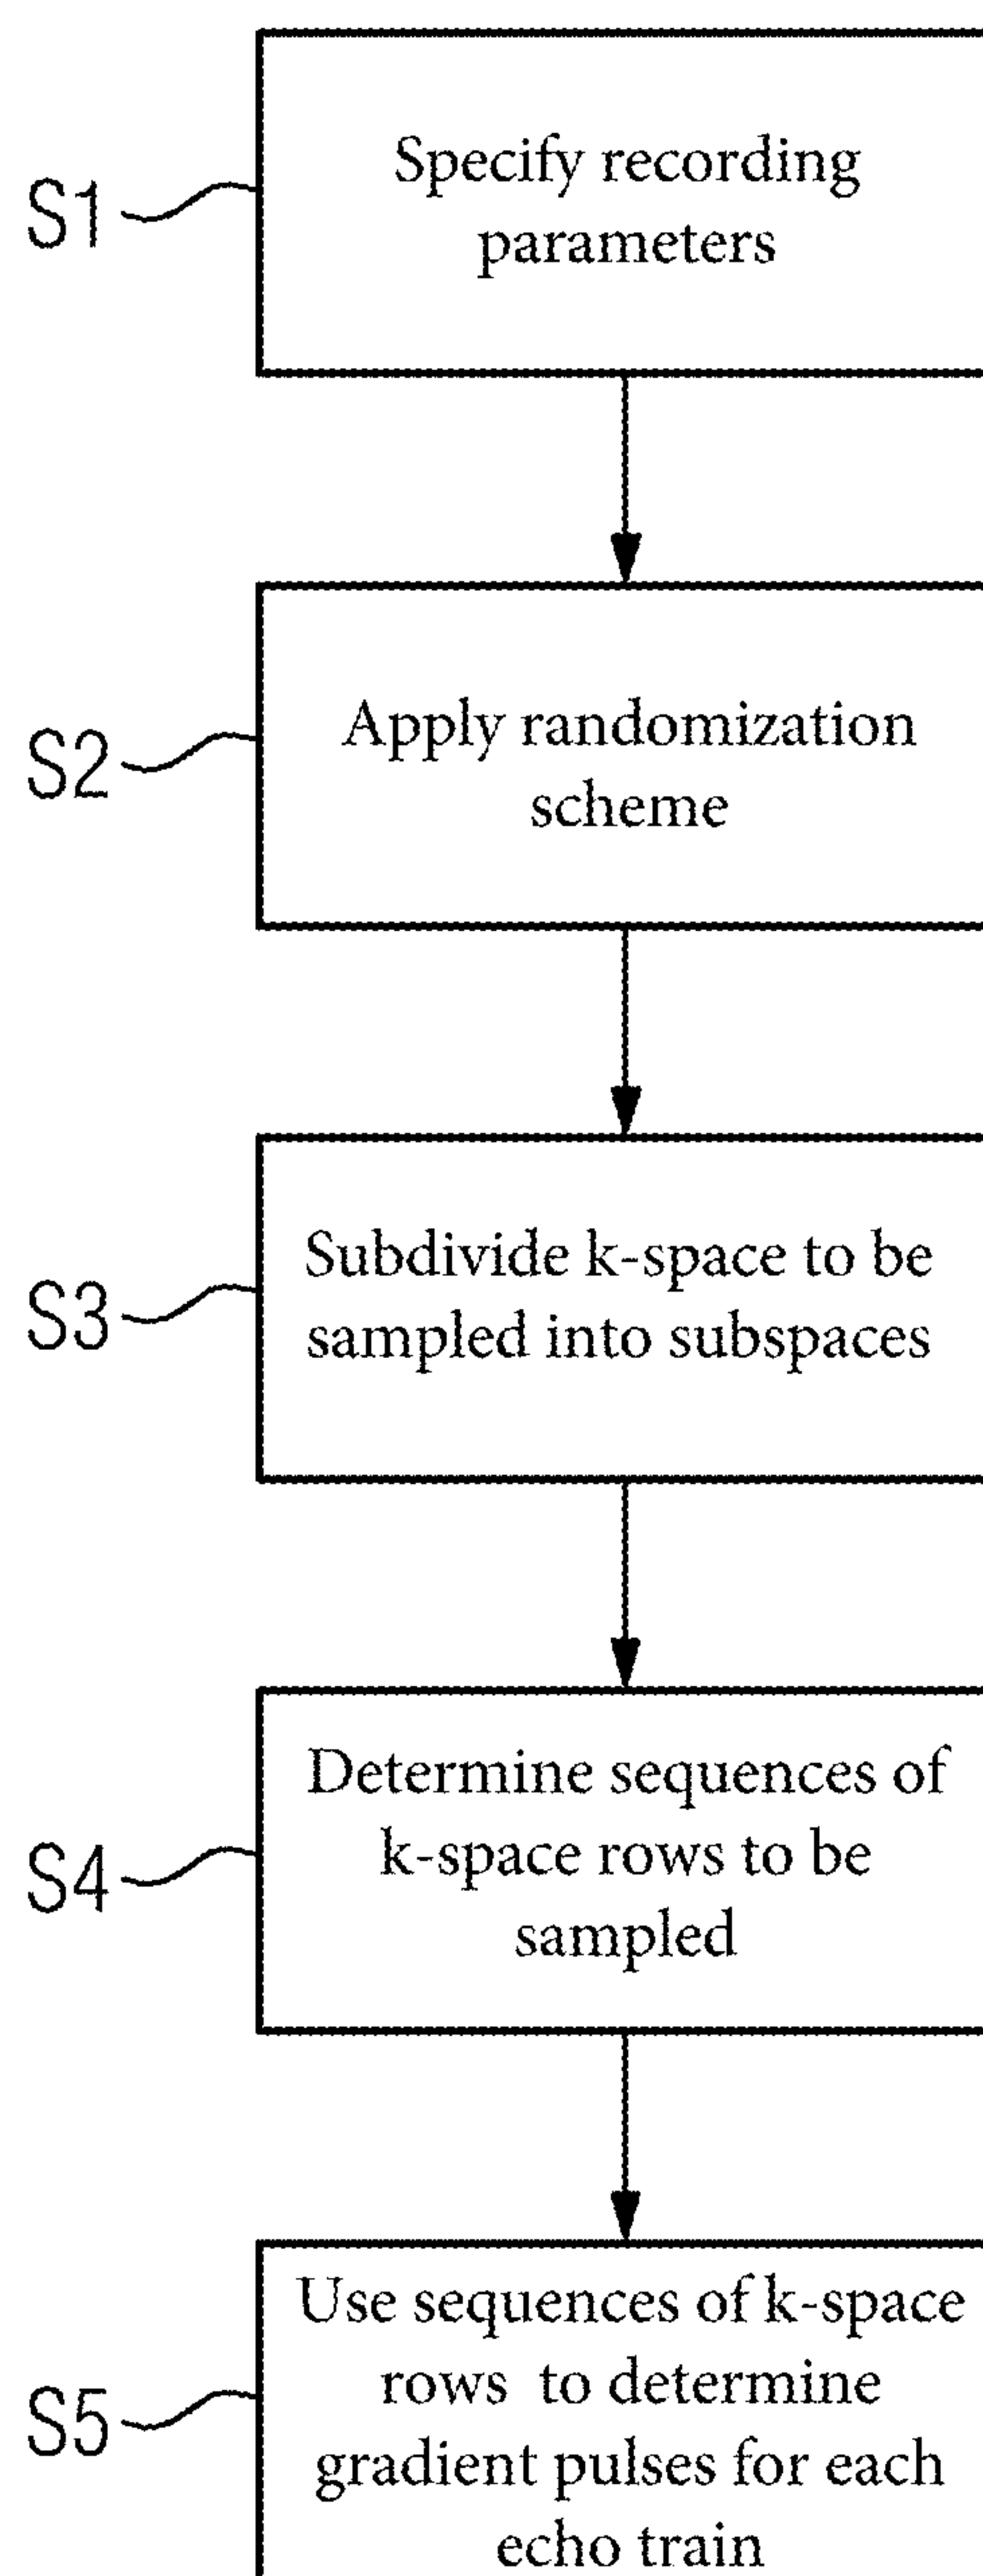 S1
Specify recording
parameters
S2
Apply randomization
scheme
S3
Subdivide k-space to be
sampled into subspaces
S4
Determine sequences of
k-space rows to be
sampled
S5
Use sequences of k-space
rows to determine
gradient pulses for each
echo train